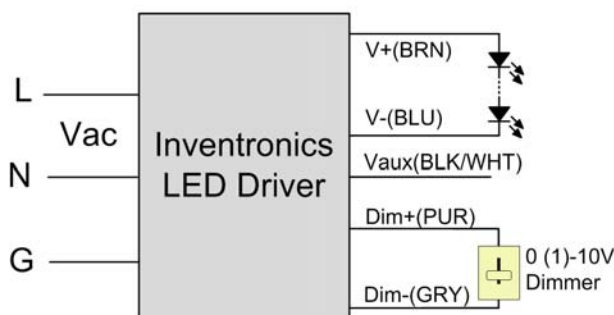 L
Vac
N
G
Inventronics
LED Driver
V+(BRN)
V-(BLU)
Vaux(BLK/WHT)
Dim+(PUR)
Dim-(GRY)
0 (1)-10V
Dimmer